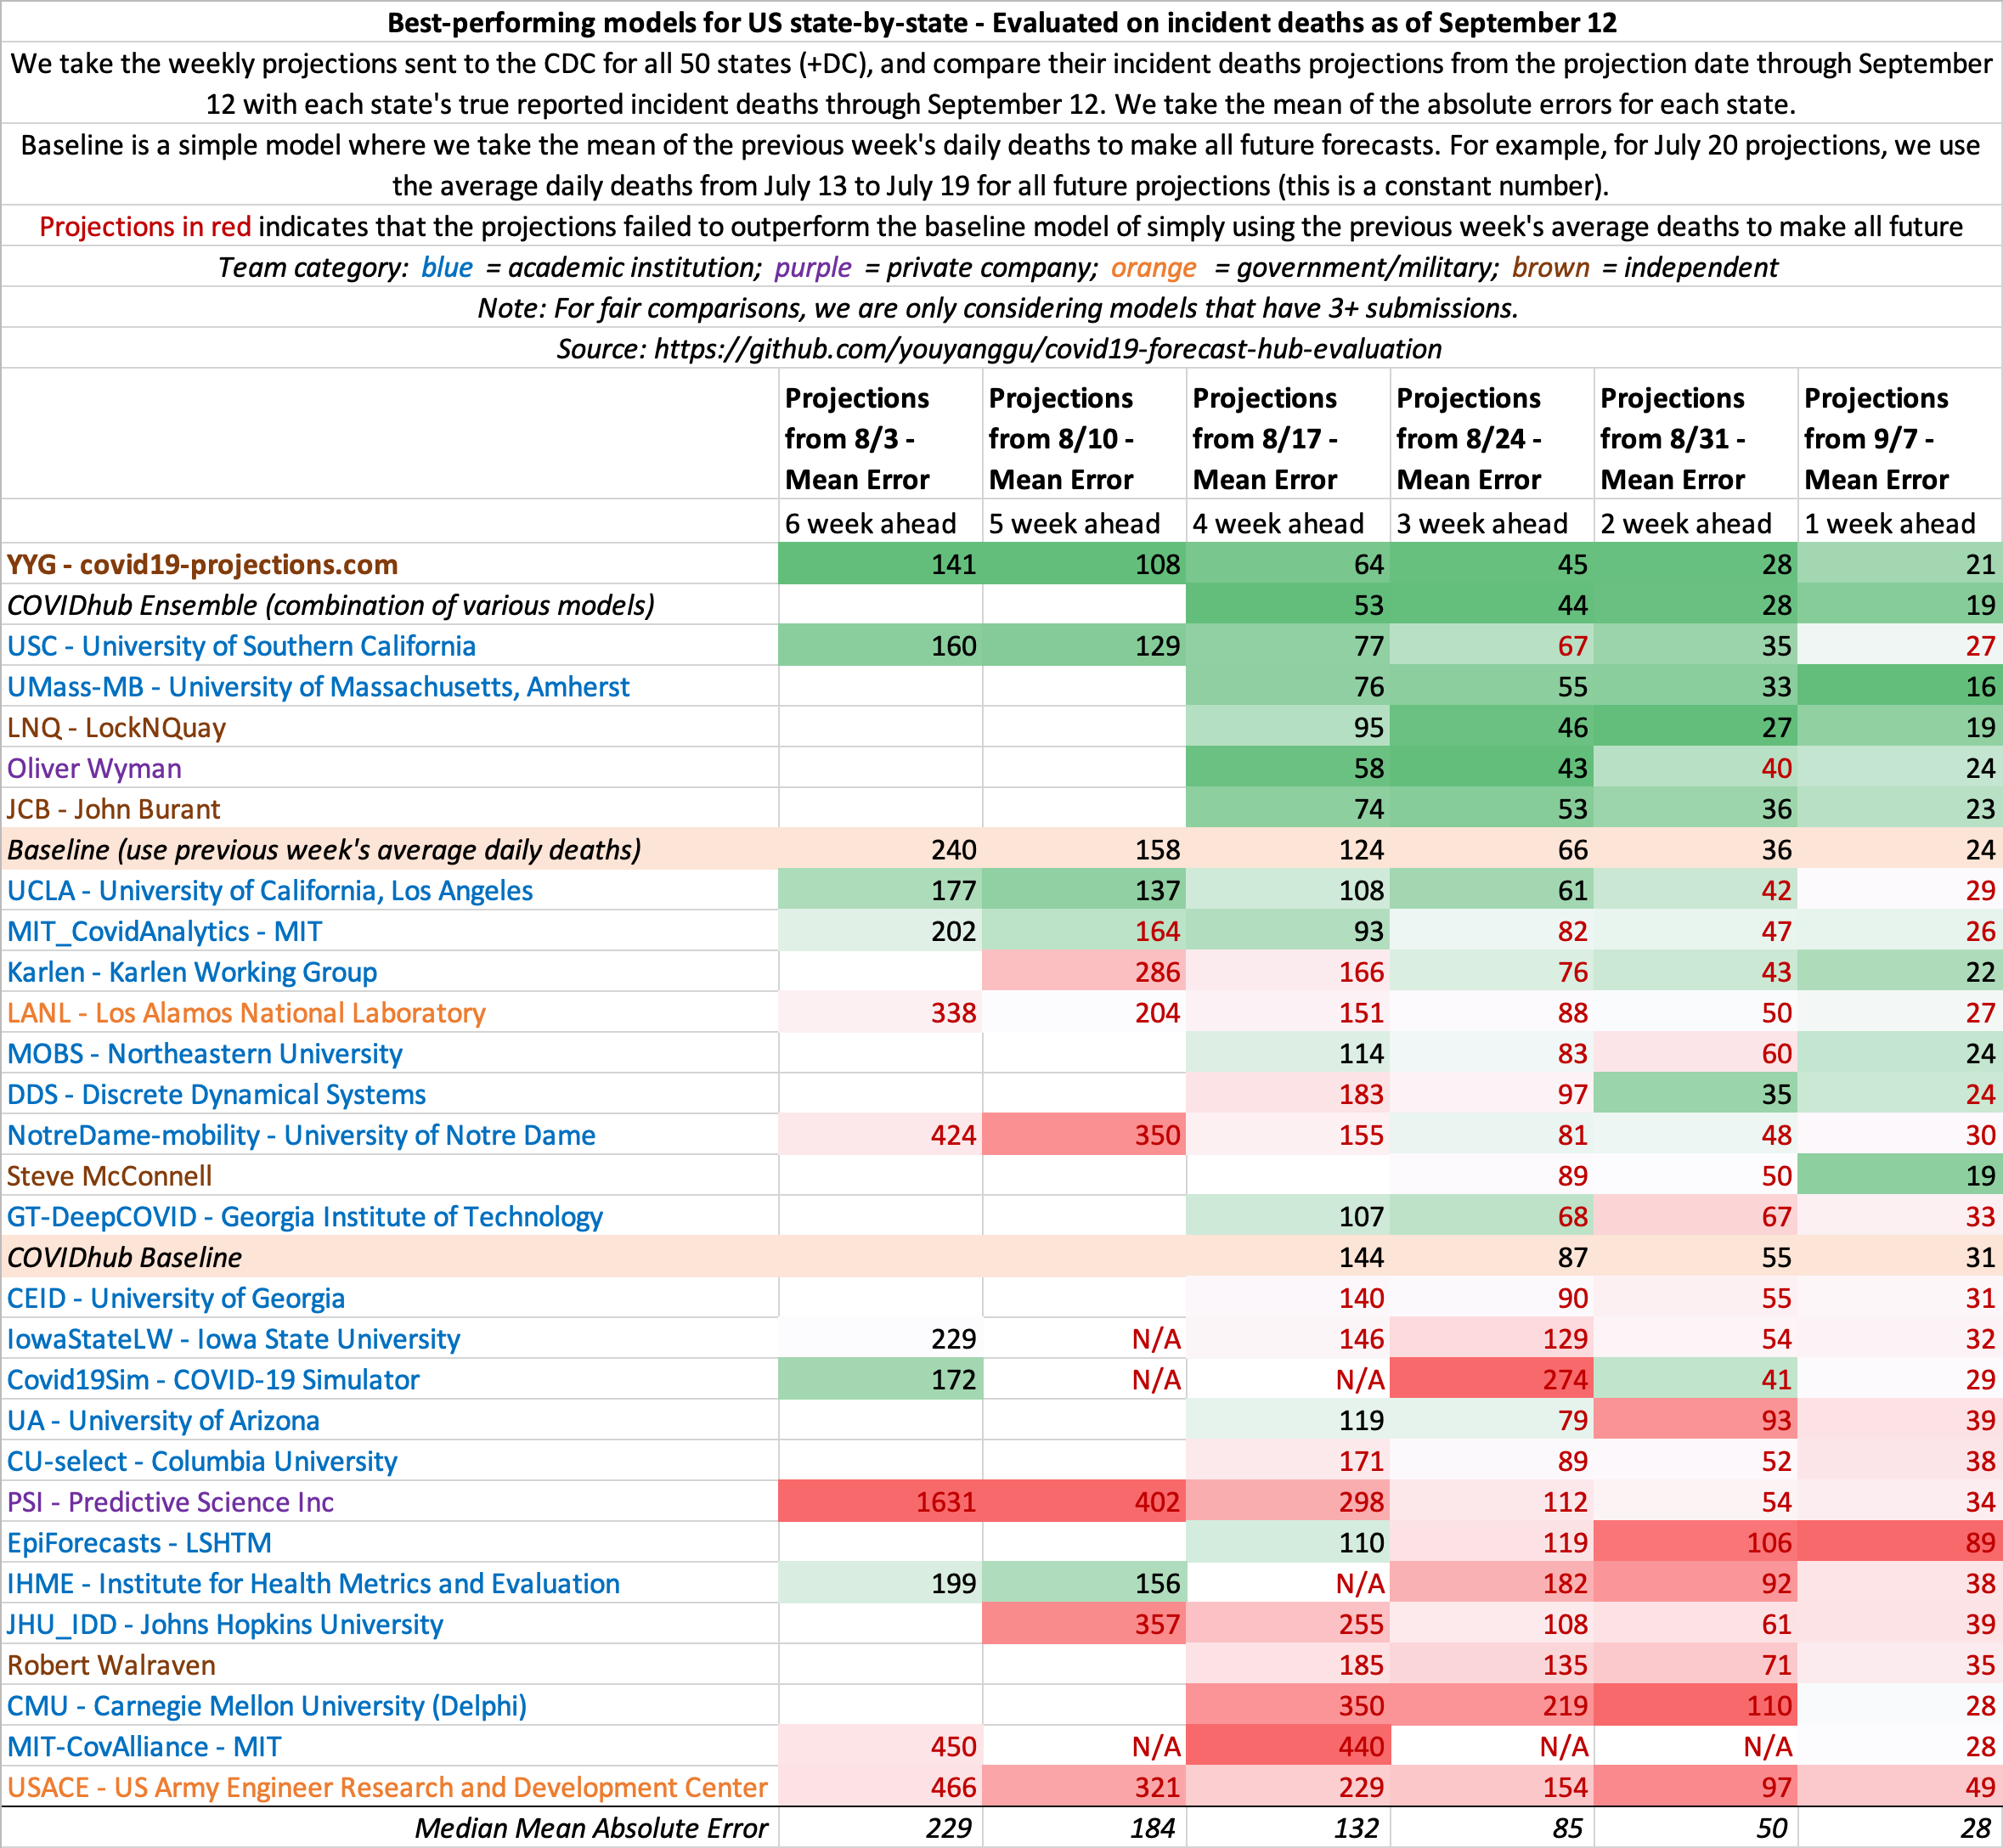 Best-performing models for US state-by-state - Evaluated on incident deaths as of September 12
We take the weekly projections sent to the CDC for all 50 states (+DC), and compare their incident deaths projections from the projection date through September
12 with each state's true reported incident deaths through September 12. We take the mean of the absolute errors for each state.
Baseline is a simple model where we take the mean of the previous week's daily deaths to make all future forecasts. For example, for July 20 projections, we use
the average daily deaths from July 13 to July 19 for all future projections (this is a constant number).
Projections in red indicates that the projections failed to outperform the baseline model of simply using the previous week's average deaths to make all future
Team category: blue = academic institution; purple = private company; orange = government/military; brown = independent
Note: For fair comparisons, we are only considering models that have 3+ submissions.
Source: https://github.com/youyanggu/covid19-forecast-hub-evaluation
Projections Projections Projections Projections Projections Projections
from 8/3 - from 8/10 - from 8/17 - from 8/24 - from 8/31 - from 9/7 -
Mean Error Mean Error Mean Error Mean Error Mean Error Mean Error
6 week ahead 5 week ahead 4 week ahead 3 week ahead 2 week ahead 1 week ahead
YYG - covid19-projections.com 141 108 64 45 28 21
COVIDhub Ensemble (combination of various models) 53 44 28 19
USC - University of Southern California 160 129 77 67 35 27
UMass-MB - University of Massachusetts, Amherst 76 55 33 16
LNQ - LockNQuay 95 46 27 19
Oliver Wyman 58 43 40 24
JCB - John Burant 74 53 36 23
Baseline (use previous week's average daily deaths) 240 158 124 66 36 24
UCLA - University of California, Los Angeles 177 137 108 61 42 29
MIT_CovidAnalytics - MIT 202 164 93 82 47 26
Karlen - Karlen Working Group 286 166 76 43 22
LANL - Los Alamos National Laboratory 338 204 151 88 50 27
MOBS - Northeastern University 114 83 60 24
DDS - Discrete Dynamical Systems 183 97 35 24
NotreDame-mobility - University of Notre Dame 424 350 155 81 48 30
Steve McConnell 89 50 19
GT-DeepCOVID - Georgia Institute of Technology 107 68 67 33
COVIDhub Baseline 144 87 55 31
CEID - University of Georgia 140 90 55 31
IowaStateLW - Iowa State University 229 N/A 146 129 54 32
Covid19Sim - COVID-19 Simulator 172 N/A N/A 274 41 29
UA - University of Arizona 119 79 93 39
CU-select - Columbia University 171 89 52 38
PSI - Predictive Science Inc 1631 402 298 112 54 34
EpiForecasts - LSHTM 110 119 106 89
IHME - Institute for Health Metrics and Evaluation 199 156 N/A 182 92 38
JHU_IDD - Johns Hopkins University 357 255 108 61 39
Robert Walraven 185 135 71 35
CMU - Carnegie Mellon University (Delphi) 350 219 110 28
MIT-CovAlliance - MIT 450 N/A 440 N/A N/A 28
USACE - US Army Engineer Research and Development Center 466 321 229 154 97 49
Median Mean Absolute Error 229 184 132 85 50 28